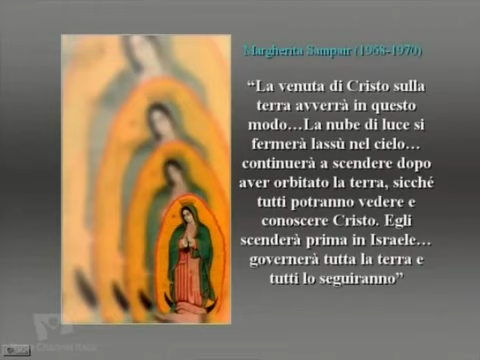 Margherita Sampair (1968-1970)
“La venuta di Cristo sulla
terra avverrà in questo
modo…La nube di luce si
fermerà lassù nel cielo…
continuerà a scendere dopo
aver orbitato la terra, sicché
tutti potranno vedere e
conoscere Cristo. Egli
scenderà prima in Israele…
governerà tutta la terra e
tutti lo seguiranno”